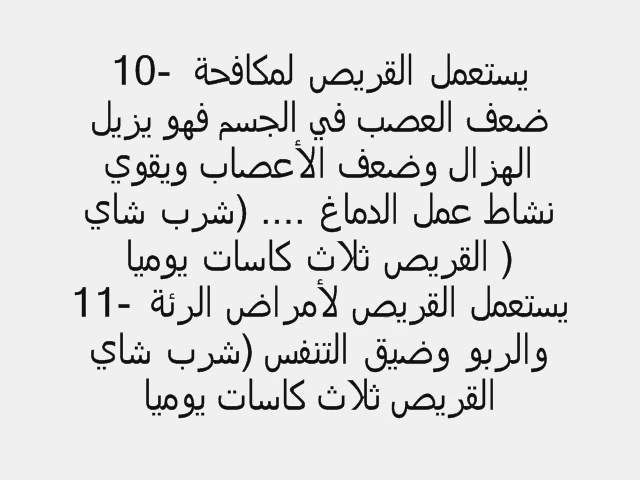 10- يستعمل القريص لمكافحة
ضعف العصب في الجسم فهو يزيل
الهزال وضعف الأعصاب ويقوي
نشاط عمل الدماغ .... (شرب شاي
القريص ثلاث كاسات يوميا )
11- يستعمل القريص لأمراض الرئة
والربو وضيق التنفس (شرب شاي
القريص ثلاث كاسات يوميا